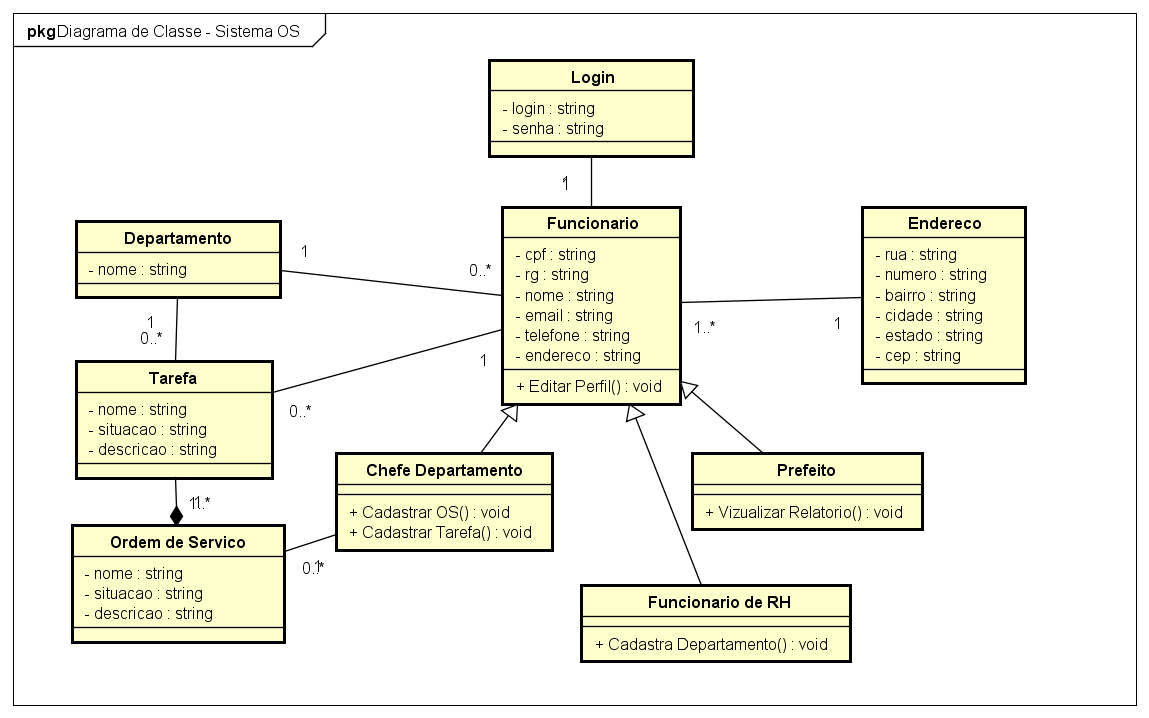 pkg Diagrama de Classe - Sistema OS
Login
- login : string
- senha : string
1
Funcionario
- cpf : string
- rg : string
- nome : string
- email : string
- telefone : string
- endereco : string
+ Editar Perfil() : void
Departamento
- nome : string
1
0..*
Endereco
- rua : string
- numero : string
- bairro : string
- cidade : string
- estado : string
- cep : string
1..*
1
1
0..*
Tarefa
- nome : string
- situacao : string
- descricao : string
1
0..*
Chefe Departamento
+ Cadastrar OS() : void
+ Cadastrar Tarefa() : void
Prefeito
+ Vizualizar Relatorio() : void
1
1..*
Ordem de Servico
- nome : string
- situacao : string
- descricao : string
0..*
1
Funcionario de RH
+ Cadastra Departamento() : void